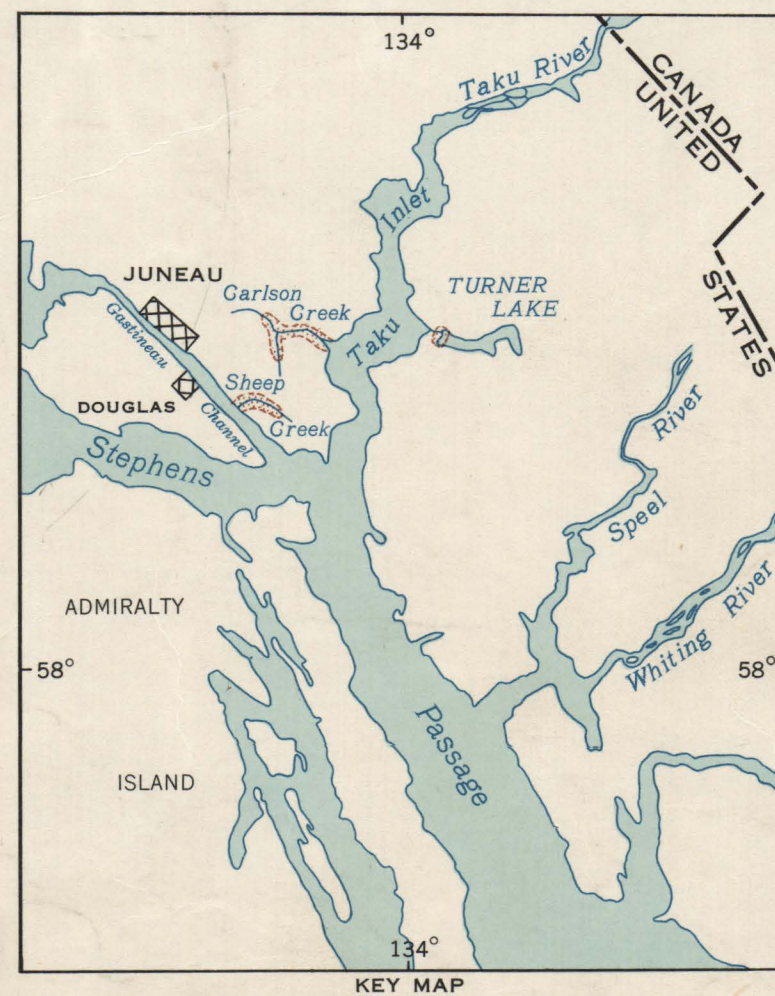 134°
Taku River
CANADA
UNITED
STATES
Inlet
JUNEAU
TURNER
LAKE
Carlson
Creek
Gastineau
Channel
Taku
Sheep
Creek
DOUGLAS
Stephens
Passage
River
Speel
ADMIRALTY
River
Whiting
58°
58°
ISLAND
134°
KEY MAP